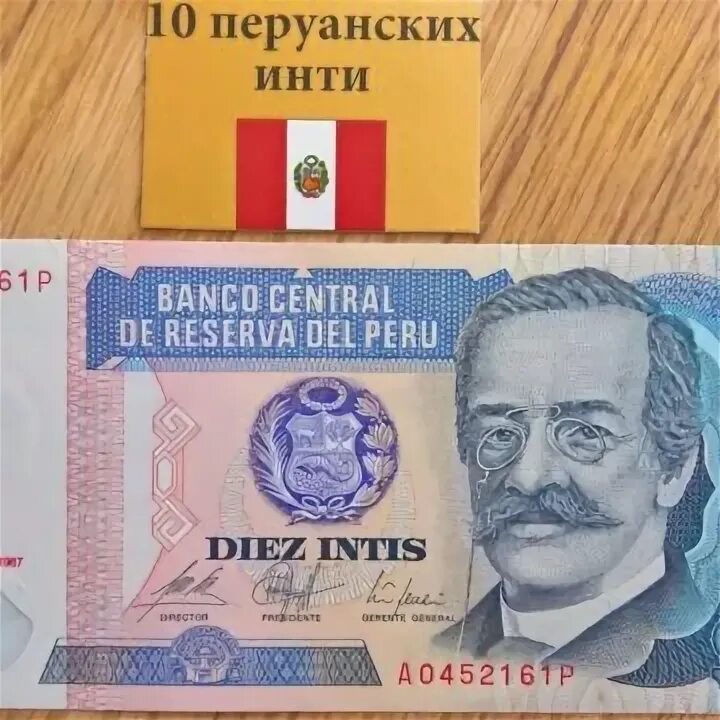 10 перуанских
инти
61P
BANCO CENTRAL
DE RESERVA DEL PERU
DIEZ INTIS
DIRECTOR PRESIDENTE GERENTE GENERAL
A0452161P